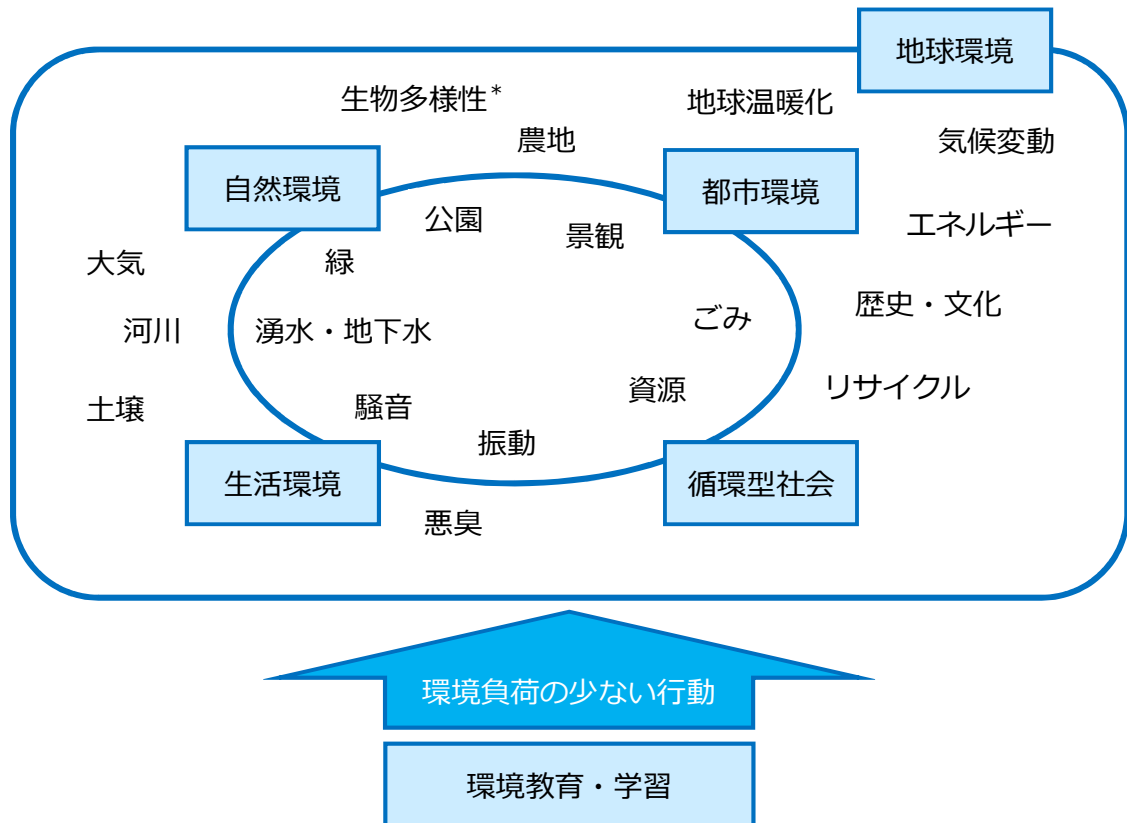 地球環境
生物多様性*
地球温暖化
農地
気候変動
自然環境
都市環境
公園
景観
エネルギー
大気
緑
歴史・文化
河川
湧水・地下水
ごみ
土壌
騒音
資源
リサイクル
振動
生活環境
循環型社会
悪臭
環境負荷の少ない行動
環境教育・学習